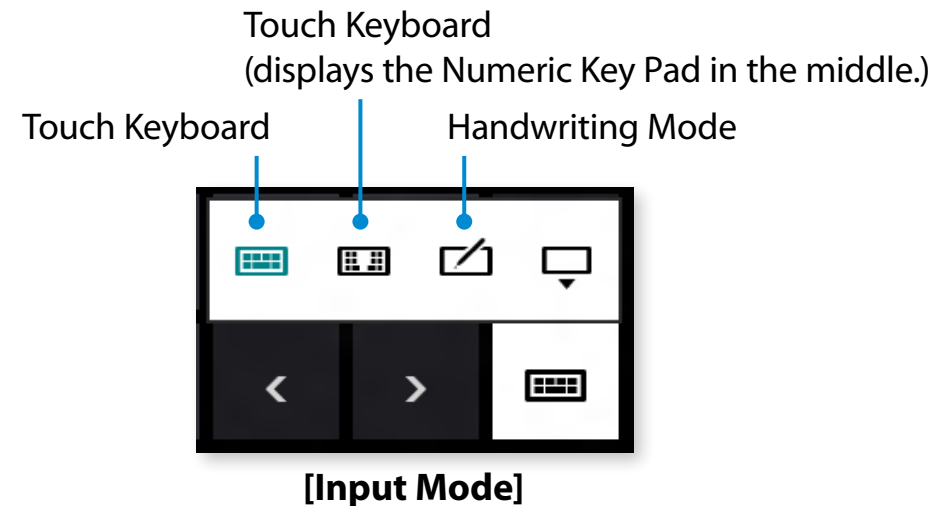 Touch Keyboard
(displays the Numeric Key Pad in the middle.)
Touch Keyboard
Handwriting Mode
[Input Mode]